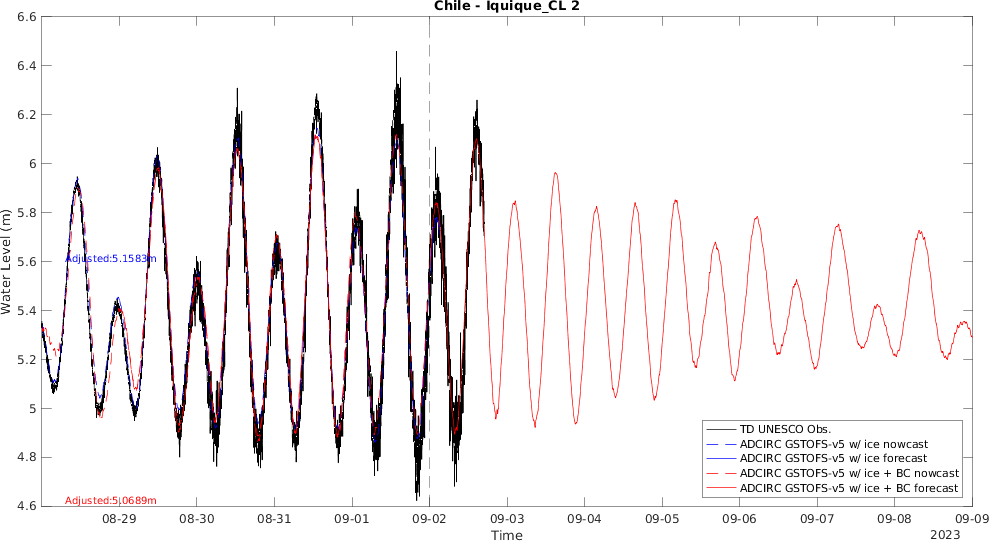 Chile - Iquique_CL 2
6.6
6.4
6.2
6
5.8
5.6
5.4
5.2
5
4.8
4.6
Water Level (m)
Adjusted:5.1583m
Adjusted:5.0689m
TD UNESCO Obs.
ADCIRC GSTOFS-v5 w/ ice nowcast
ADCIRC GSTOFS-v5 w/ ice forecast
ADCIRC GSTOFS-v5 w/ ice + BC nowcast
ADCIRC GSTOFS-v5 w/ ice + BC forecast
08-29 08-30 08-31 09-01 09-02 09-03 09-04 09-05 09-06 09-07 09-08 09-09
Time
2023